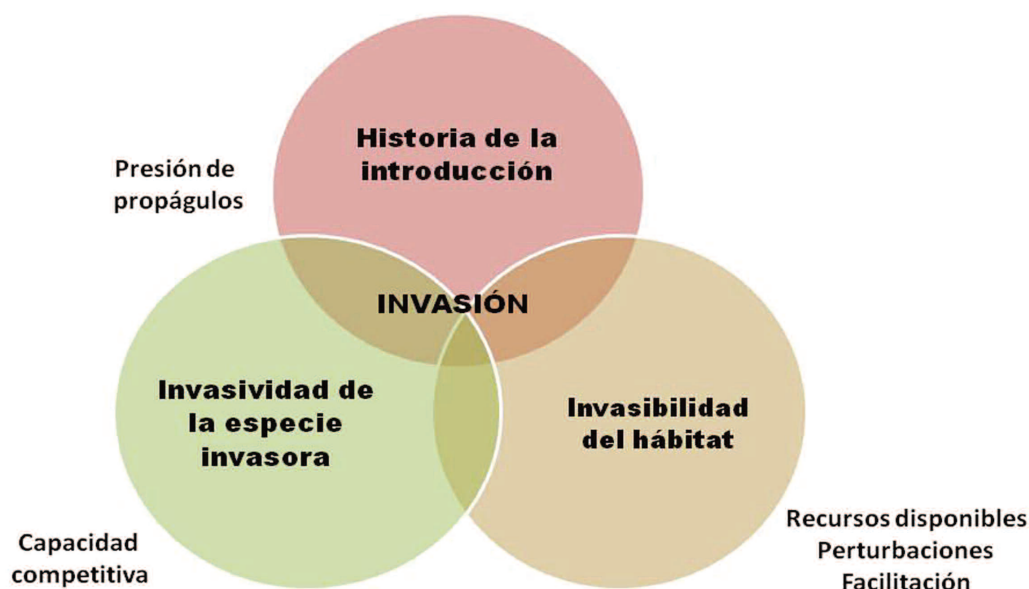 Historia de la
introducción
Presión de
propágulos
INVASIÓN
Invasividad de
la especie
invasora
Invasibilidad
del hábitat
Capacidad
competitiva
Recursos disponibles
Perturbaciones
Facilitación